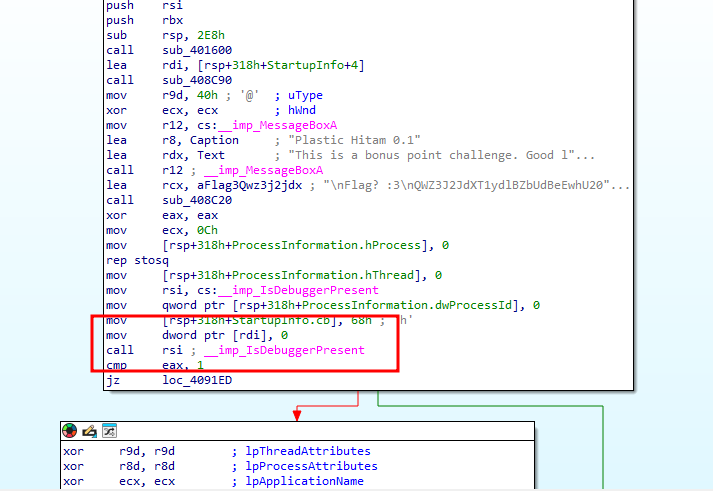 push rsi
push rbx
sub rsp, 2E8h
call sub_401600
lea rdi, [rsp+318h+StartupInfo+4]
call sub_408C90
mov r9d, 40h ; '@' ; uType
xor ecx, ecx ; hWnd
mov r12, cs:__imp_MessageBoxA
lea r8, Caption ; "Plastic Hitam 0.1"
lea rdx, Text ; "This is a bonus point challenge. Good l"...
call r12 ; __imp_MessageBoxA
lea rcx, aFlag3Qwz3j2jdx ; "\nFlag? :3\nQWZ3J2JdXT1ydlBZbUdBeEwhU20"...
call sub_408C20
xor eax, eax
mov ecx, 0Ch
mov [rsp+318h+ProcessInformation.hProcess], 0
rep stosq
mov [rsp+318h+ProcessInformation.hThread], 0
mov rsi, cs:__imp_IsDebuggerPresent
mov qword ptr [rsp+318h+ProcessInformation.dwProcessId], 0
mov [rsp+318h+StartupInfo.cb], 68h ; 'h'
mov dword ptr [rdi], 0
call rsi ; __imp_IsDebuggerPresent
cmp eax, 1
jz loc_4091ED
xor r9d, r9d ; lpThreadAttributes
xor r8d, r8d ; lpProcessAttributes
xor ecx, ecx ; lpApplicationName